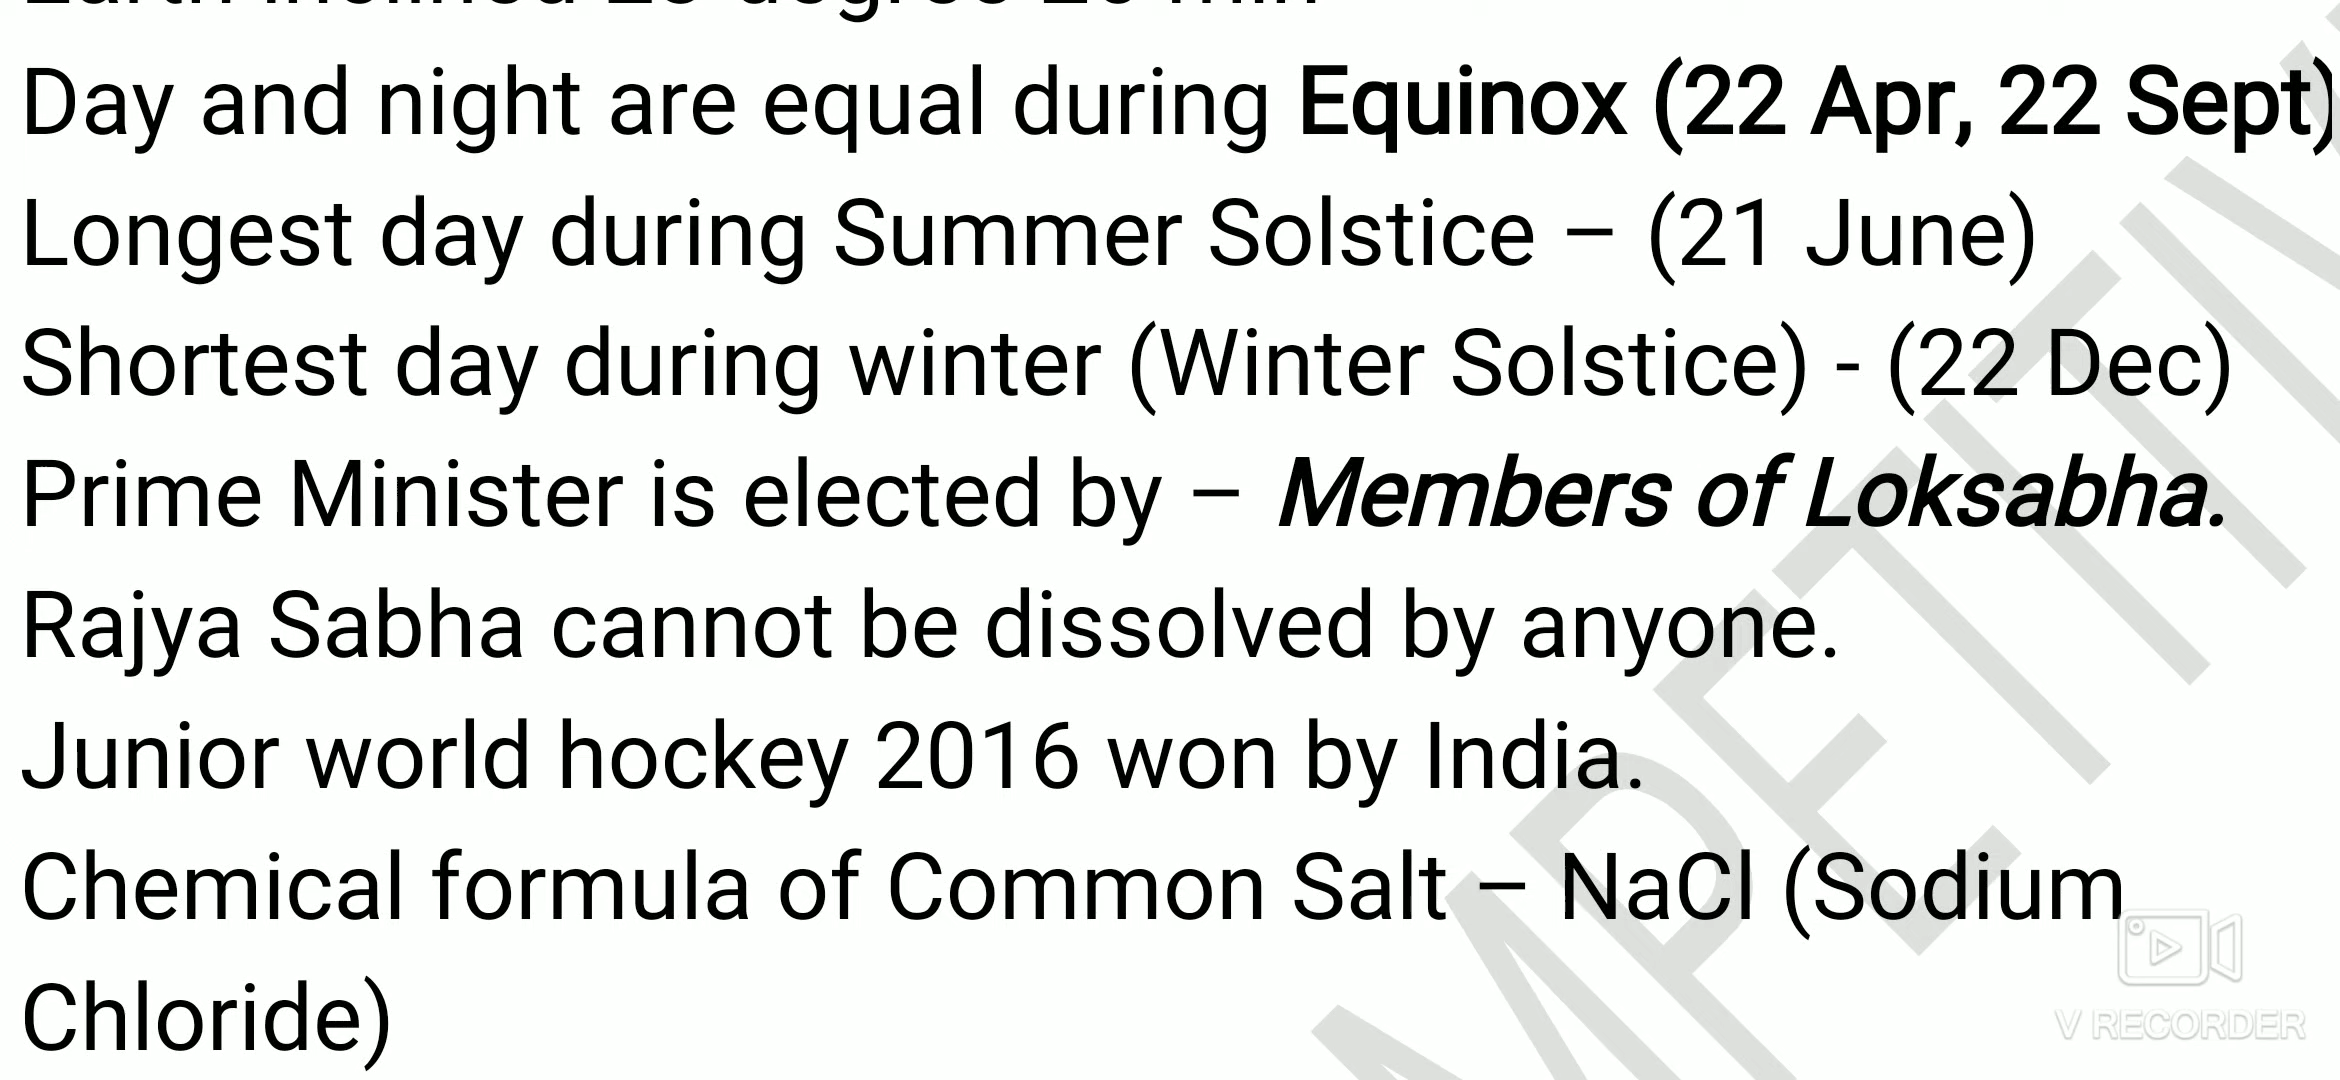 Day and night are equal during Equinox (22 Apr, 22 Sept)
Longest day during Summer Solstice – (21 June)
Shortest day during winter (Winter Solstice) - (22 Dec)
Prime Minister is elected by – Members of Loksabha.
Rajya Sabha cannot be dissolved by anyone.
Junior world hockey 2016 won by India.
Chemical formula of Common Salt – NaCl (Sodium
Chloride)
V RECORDER